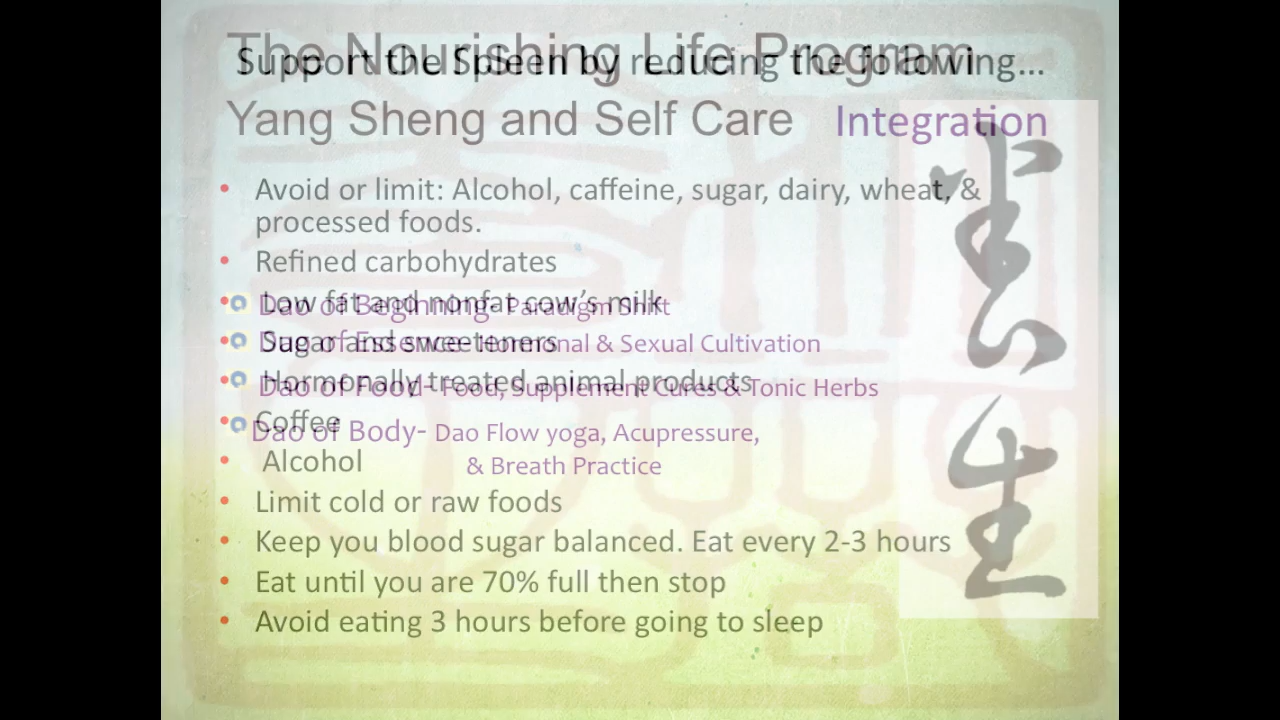 The Nourishing Life Program
Support the Spleen by reducing the following...
Yang Sheng and Self Care
Integration
• Avoid or limit: Alcohol, caffeine, sugar, dairy, wheat, &
processed foods.
• Refined carbohydrates
• Low fat and nonfat cow's milk
Dao of Beginning- Paradigm Shift
• Sugar and sweeteners
Dao of Essence- Hormonal & Sexual Cultivation
• Hormonally treated animal products
Dao of Food- Food, Supplement Cures & Tonic Herbs
• Coffee
Dao of Body- Dao Flow yoga, Acupressure,
• Alcohol
& Breath Practice
• Limit cold or raw foods
• Keep you blood sugar balanced. Eat every 2-3 hours
• Eat until you are 70% full then stop
• Avoid eating 3 hours before going to sleep
生